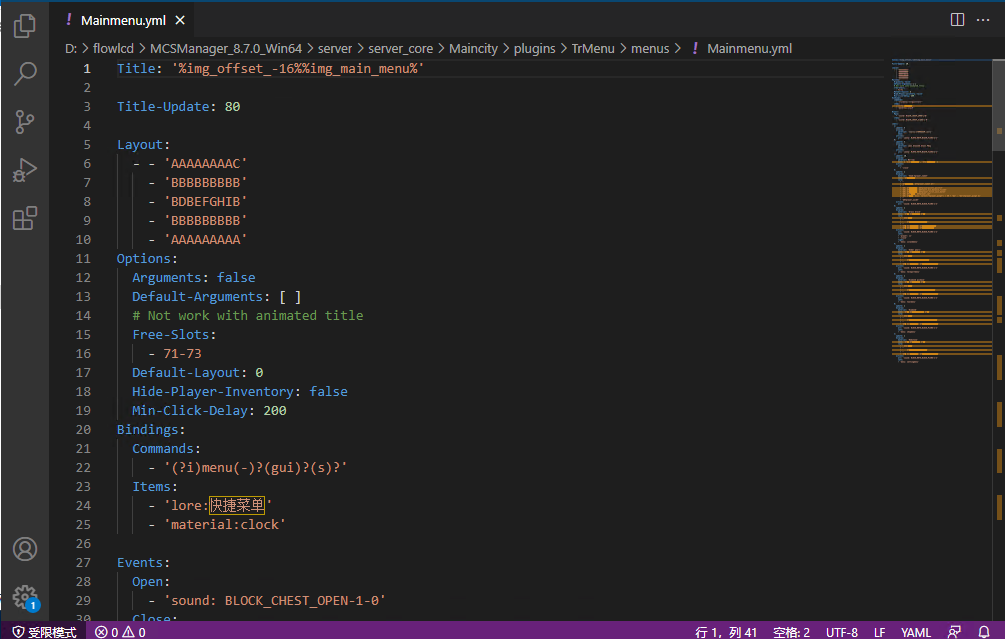 Mainmenu.yml
D: > flowlcd > MCSManager_8.7.0_Win64 > server > server_core > Maincity > plugins > TrMenu > menus > ! Mainmenu.yml
1 Title: '%img_offset_-16%%img_main_menu%'
2
3 Title-Update: 80
4
5 Layout:
6 - - 'AAAAAAAAC'
7 - 'BBBBBBBBB'
8 - 'BDBEFGHIB'
9 - 'BBBBBBBBB'
10 - 'AAAAAAAAA'
11 Options:
12 Arguments: false
13 Default-Arguments: [ ]
14 # Not work with animated title
15 Free-Slots:
16 - 71-73
17 Default-Layout: 0
18 Hide-Player-Inventory: false
19 Min-Click-Delay: 200
20 Bindings:
21 Commands:
22 - '(?i)menu(-)?(gui)?(s)?'
23 Items:
24 - 'lore:快捷菜单'
25 - 'material:clock'
26
27 Events:
28 Open:
29 - 'sound: BLOCK_CHEST_OPEN-1-0'
30 Close:
1
受限模式 0 0 行 1，列 41 空格: 2 UTF-8 LF YAML